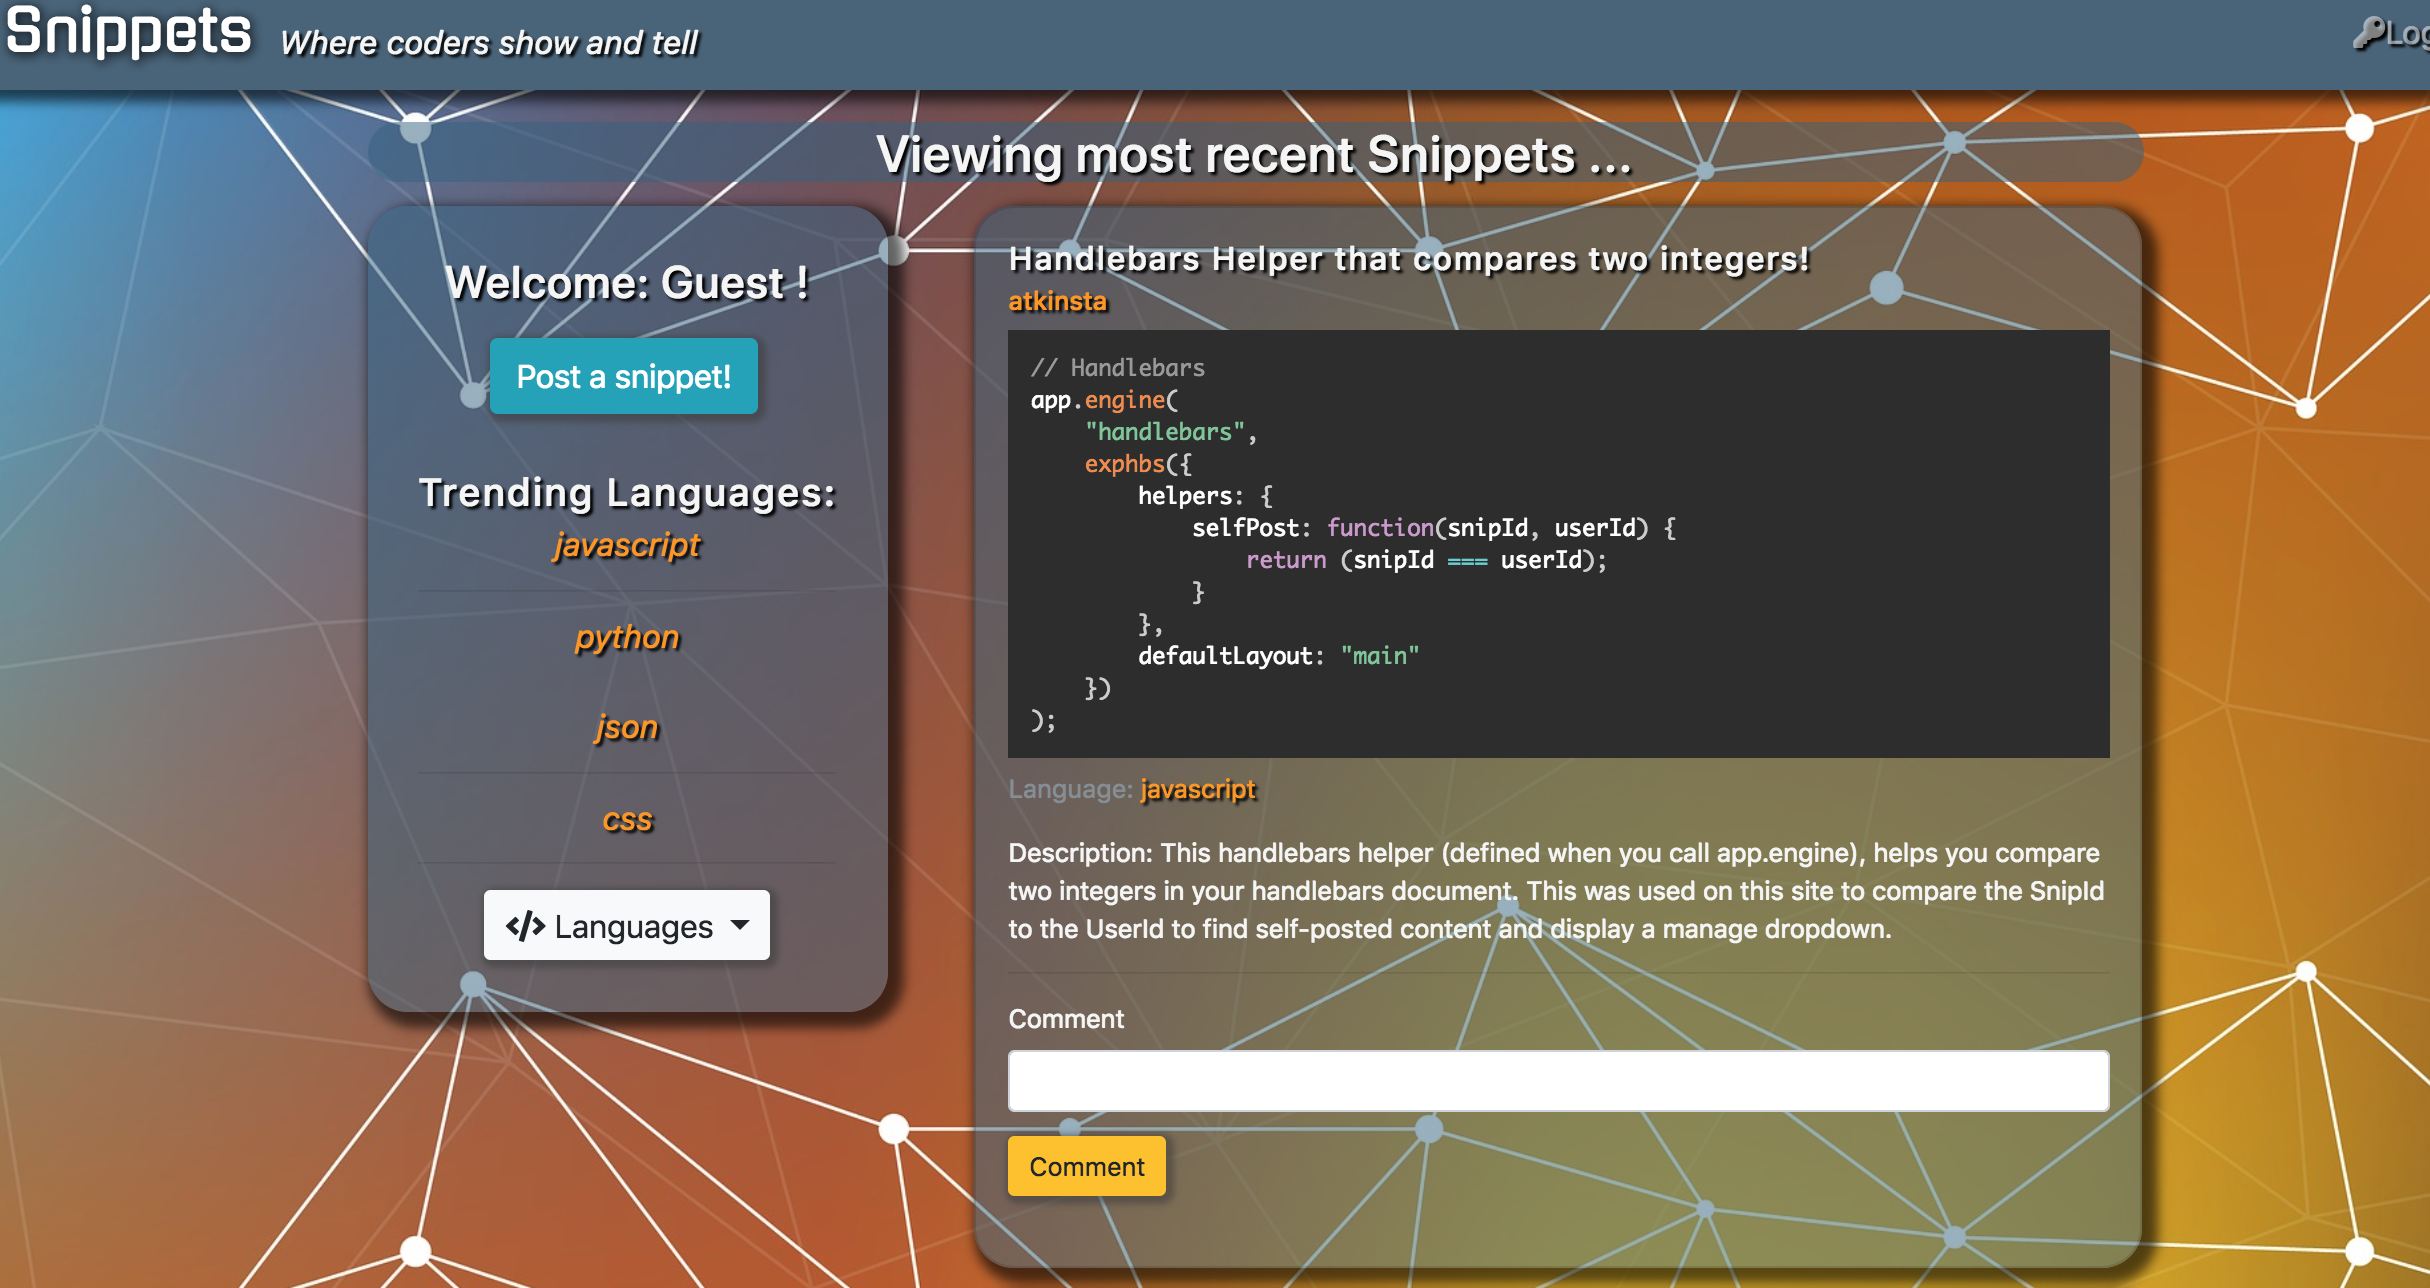 Snippets
Where coders show and tell
Log
Viewing most recent Snippets ...
Welcome: Guest !
Post a snippet!
Trending Languages:
javascript
python
json
css
</> Languages
Handlebars Helper that compares two integers!
atkinsta
// Handlebars
app.engine(
    "handlebars",
    exphbs({
        helpers: {
            selfPost: function(snipId, userId) {
                return (snipId === userId);
            }
        },
        defaultLayout: "main"
    })
);
Language: javascript
Description: This handlebars helper (defined when you call app.engine), helps you compare
two integers in your handlebars document. This was used on this site to compare the SnipId
to the UserId to find self-posted content and display a manage dropdown.
Comment
Comment